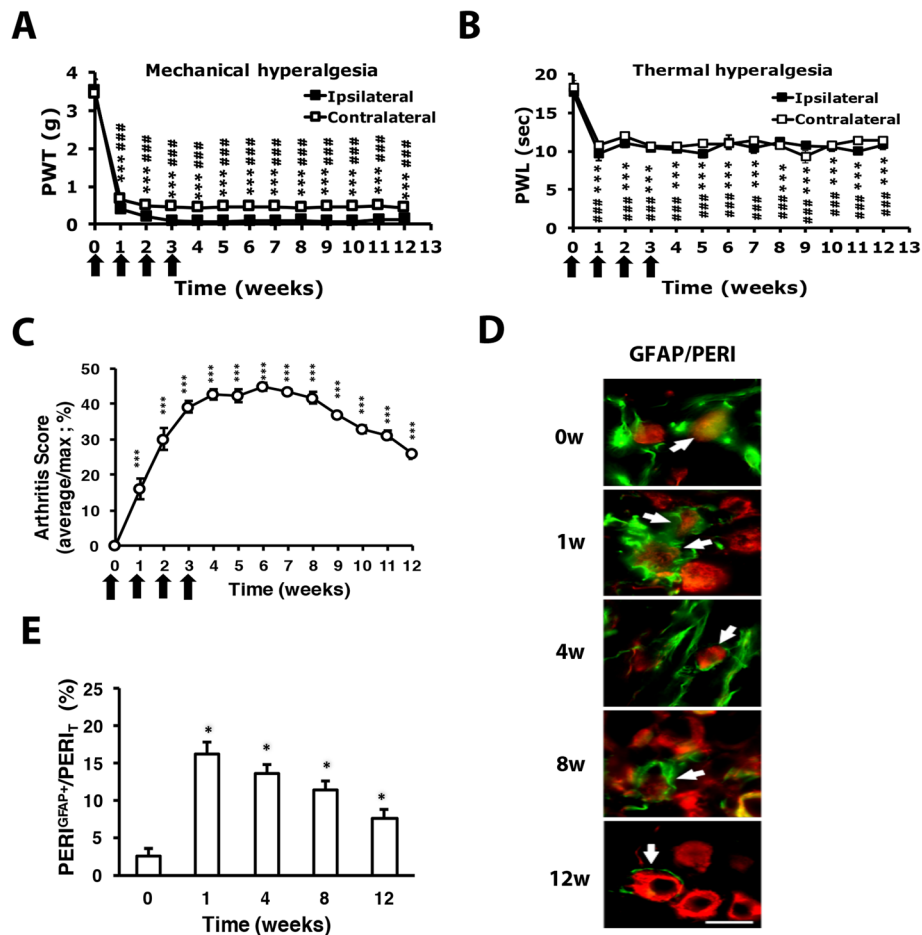 A
Mechanical hyperalgesia
Ipsilateral
Contralateral
PWT (g)
4
3
2
1
0
*** ### *** ### *** ### *** ### *** ### *** ### *** ### *** ### *** ### *** ### *** ### *** ###
0 1 2 3 4 5 6 7 8 9 10 11 12 13
Time (weeks)
B
Thermal hyperalgesia
Ipsilateral
Contralateral
PWL (sec)
20
15
10
5
0
### *** ### *** ### *** ### *** ### *** ### *** ### *** ### *** ### *** ### *** ### *** ### ***
0 1 2 3 4 5 6 7 8 9 10 11 12 13
Time (weeks)
C
Arthritis Score
(average/max ; %)
50
40
30
20
10
0
*** *** *** *** *** *** *** *** *** *** *** ***
0 1 2 3 4 5 6 7 8 9 10 11 12
Time (weeks)
D
GFAP/PERI
0w
1w
4w
8w
12w
E
PERI^GFAP+/PERI_T (%)
25
20
15
10
5
0
* * * *
0 1 4 8 12
Time (weeks)